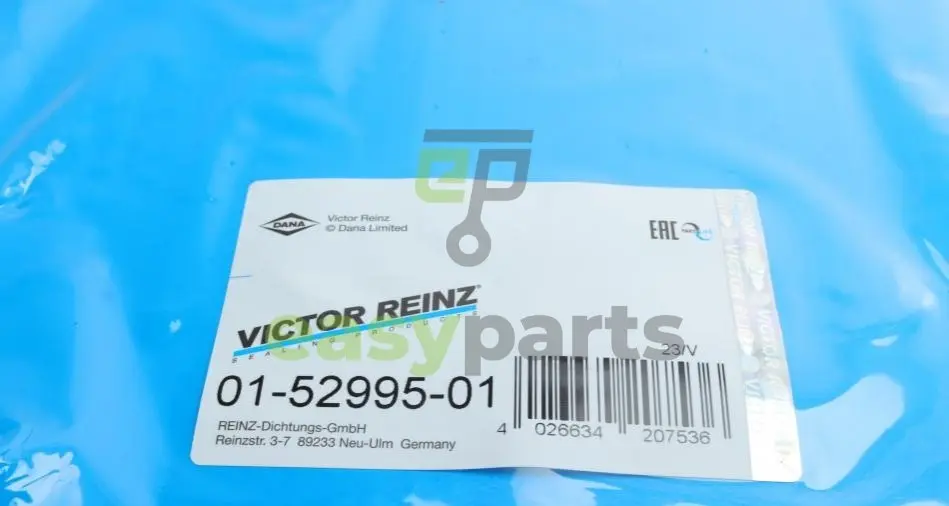 DANA
Victor Reinz
© Dana Limited
EAC
ep
VICTOR REINZ®
SEALING PRODUCTS
easyparts
23/V
01-52995-01
4 026634 207536
REINZ-Dichtungs-GmbH
Reinzstr. 3-7 89233 Neu-Ulm Germany